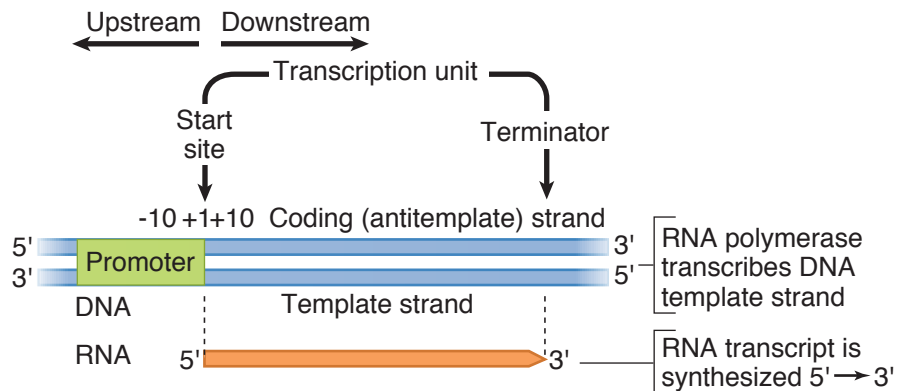 Upstream Downstream
Transcription unit
Start
site
Terminator
-10 +1+10 Coding (antitemplate) strand
5' 3'
Promoter
3' 5'
RNA polymerase
transcribes DNA
template strand
DNA Template strand
RNA 5' 3'
RNA transcript is
synthesized 5' → 3'